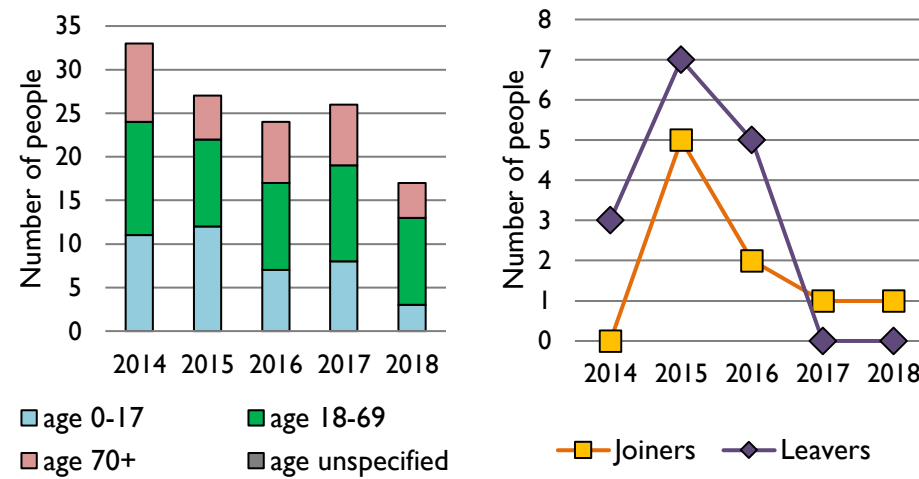 Number of people
35
30
25
20
15
10
5
0
2014 2015 2016 2017 2018
age 0-17 age 18-69
age 70+ age unspecified
Number of people
8
7
6
5
4
3
2
1
0
2014 2015 2016 2017 2018
Joiners Leavers